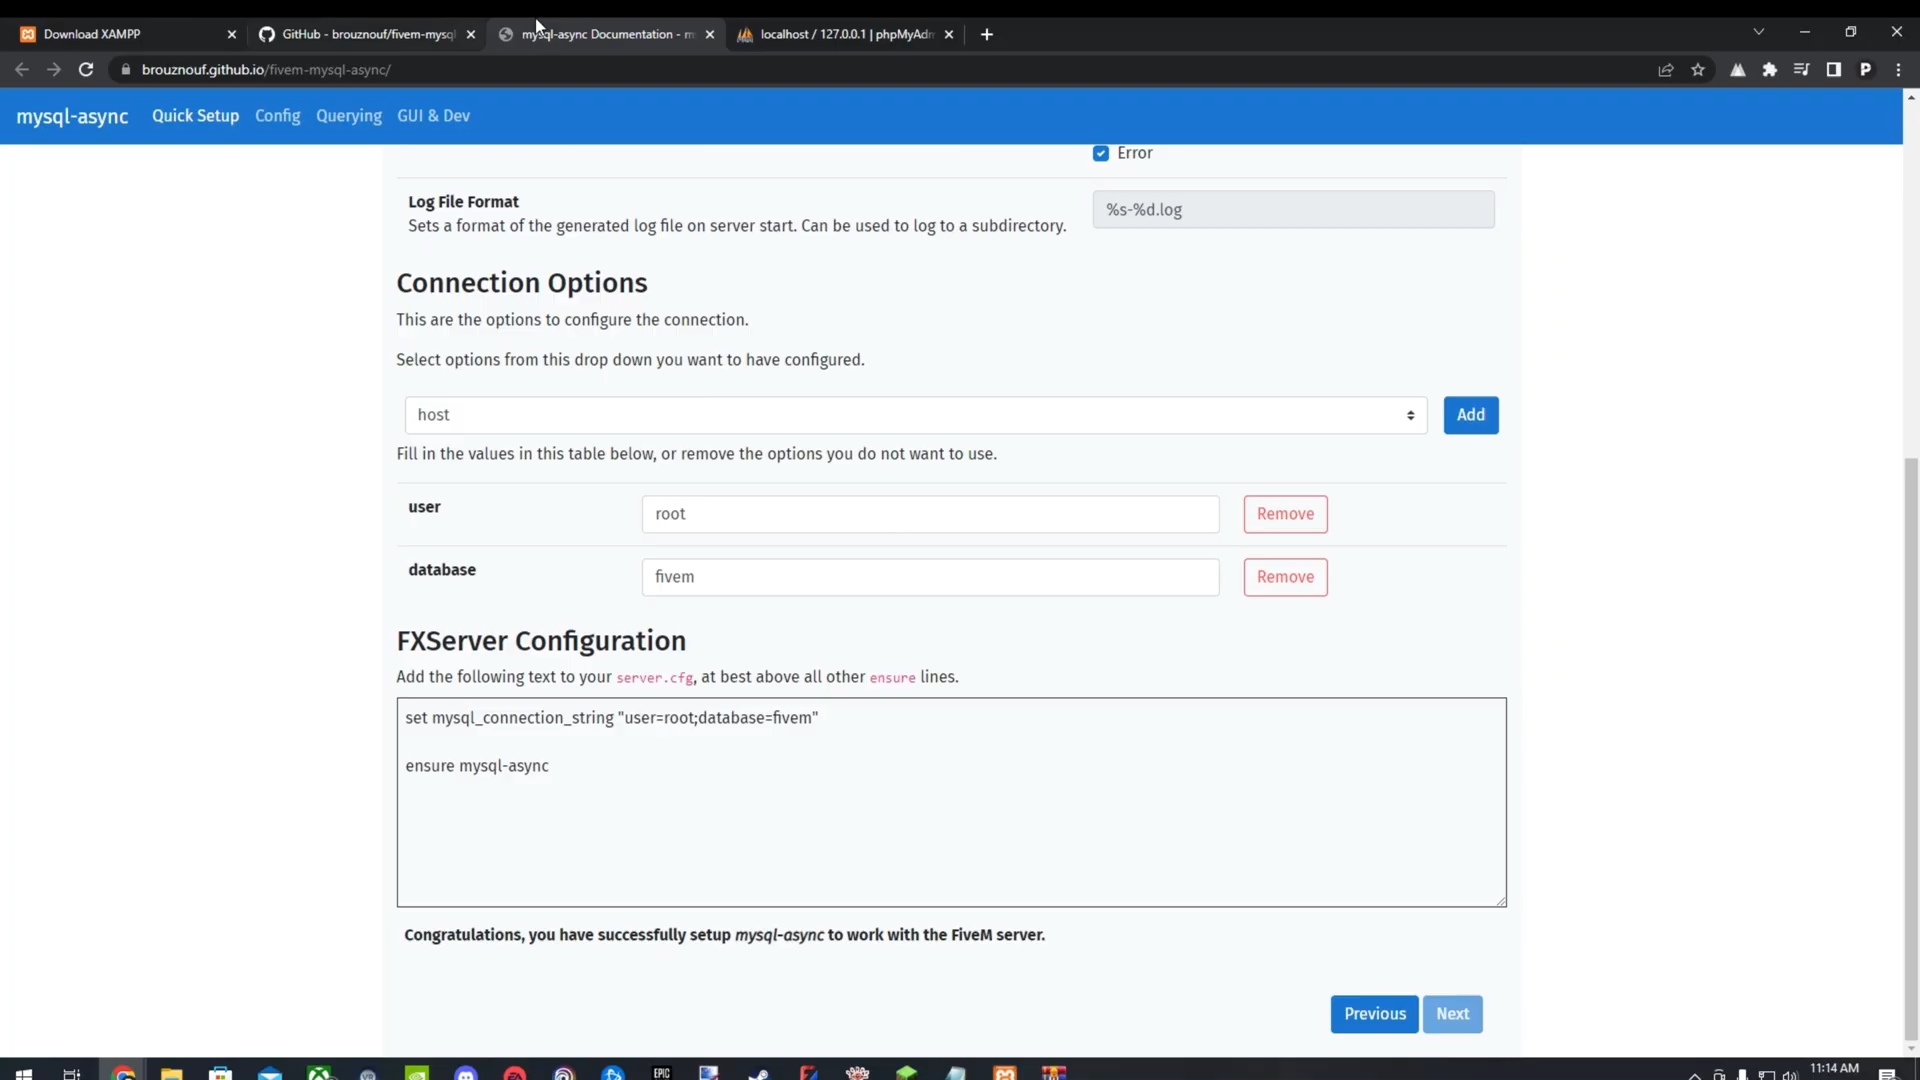 Download XAMPP
GitHub - brouznouf/fivem-mysql
mysql-async Documentation - m
localhost / 127.0.0.1 | phpMyAdm
brouznouf.github.io/fivem-mysql-async/
P
mysql-async Quick Setup Config Querying GUI & Dev
Error
Log File Format
%s-%d.log
Sets a format of the generated log file on server start. Can be used to log to a subdirectory.
Connection Options
This are the options to configure the connection.
Select options from this drop down you want to have configured.
host
Add
Fill in the values in this table below, or remove the options you do not want to use.
user
root
Remove
database
fivem
Remove
FXServer Configuration
Add the following text to your server.cfg, at best above all other ensure lines.
set mysql_connection_string "user=root;database=fivem"
ensure mysql-async
Congratulations, you have successfully setup mysql-async to work with the FiveM server.
Previous
Next
EPIC
11:14 AM